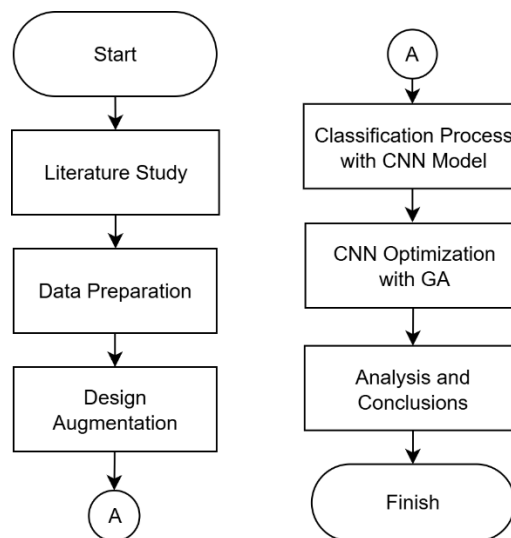 Start
Literature Study
Data Preparation
Design
Augmentation
A
A
Classification Process
with CNN Model
CNN Optimization
with GA
Analysis and
Conclusions
Finish